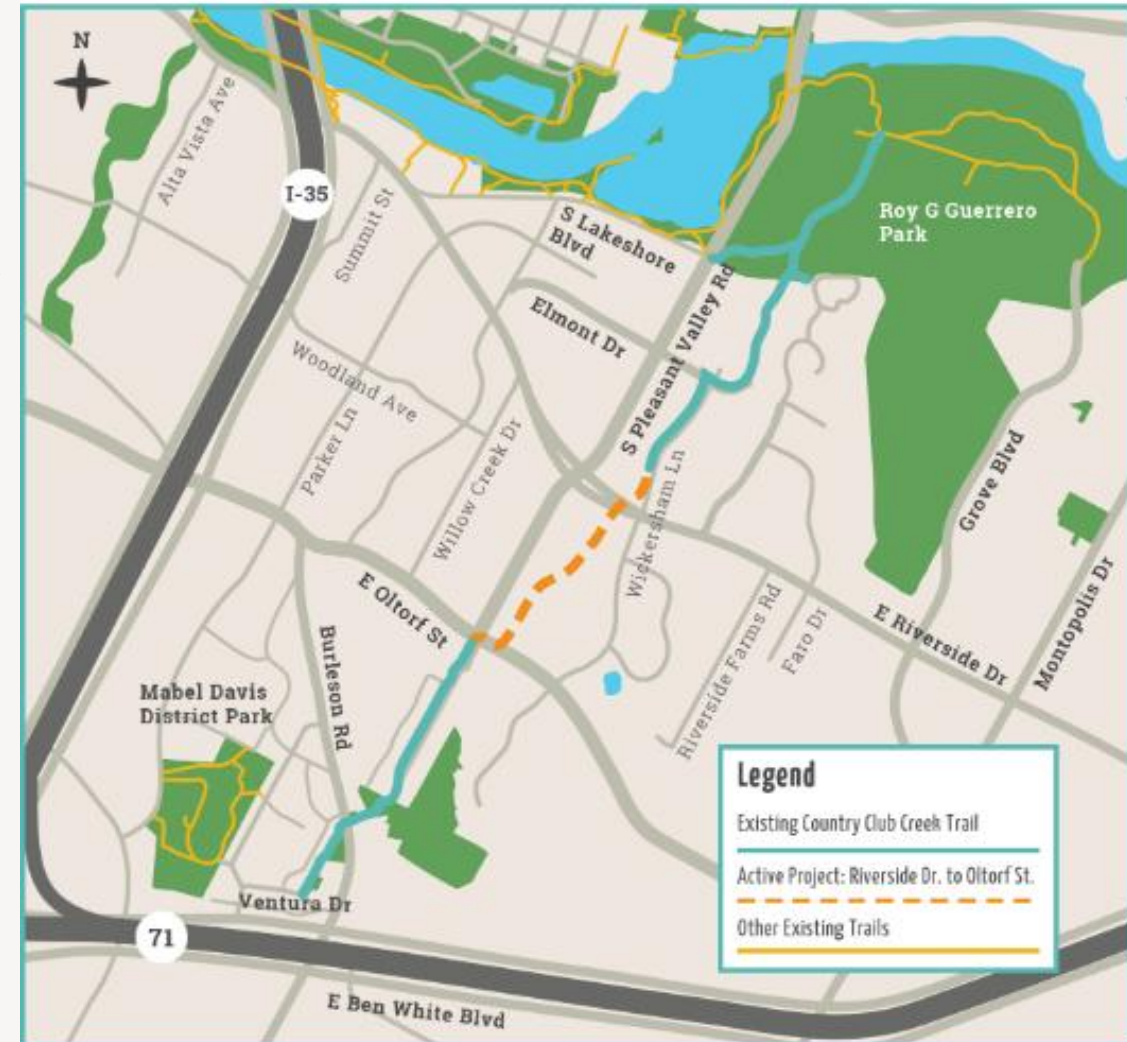 N
Alta Vista Ave
I-35
Summit St
S Lakeshore
Blvd
Roy G Guerrero
Park
Elmont Dr
S Pleasant Valley Rd
Woodland Ave
Parker Ln
Willow Creek Dr
Wickersham Ln
Grove Blvd
E Oltorf St
Burleson Rd
Riverside Farms Rd
Faro Dr
E Riverside Dr
Montopolis Dr
Mabel Davis
District Park
Ventura Dr
71
E Ben White Blvd
Legend
Existing Country Club Creek Trail
Active Project: Riverside Dr. to Oltorf St.
Other Existing Trails